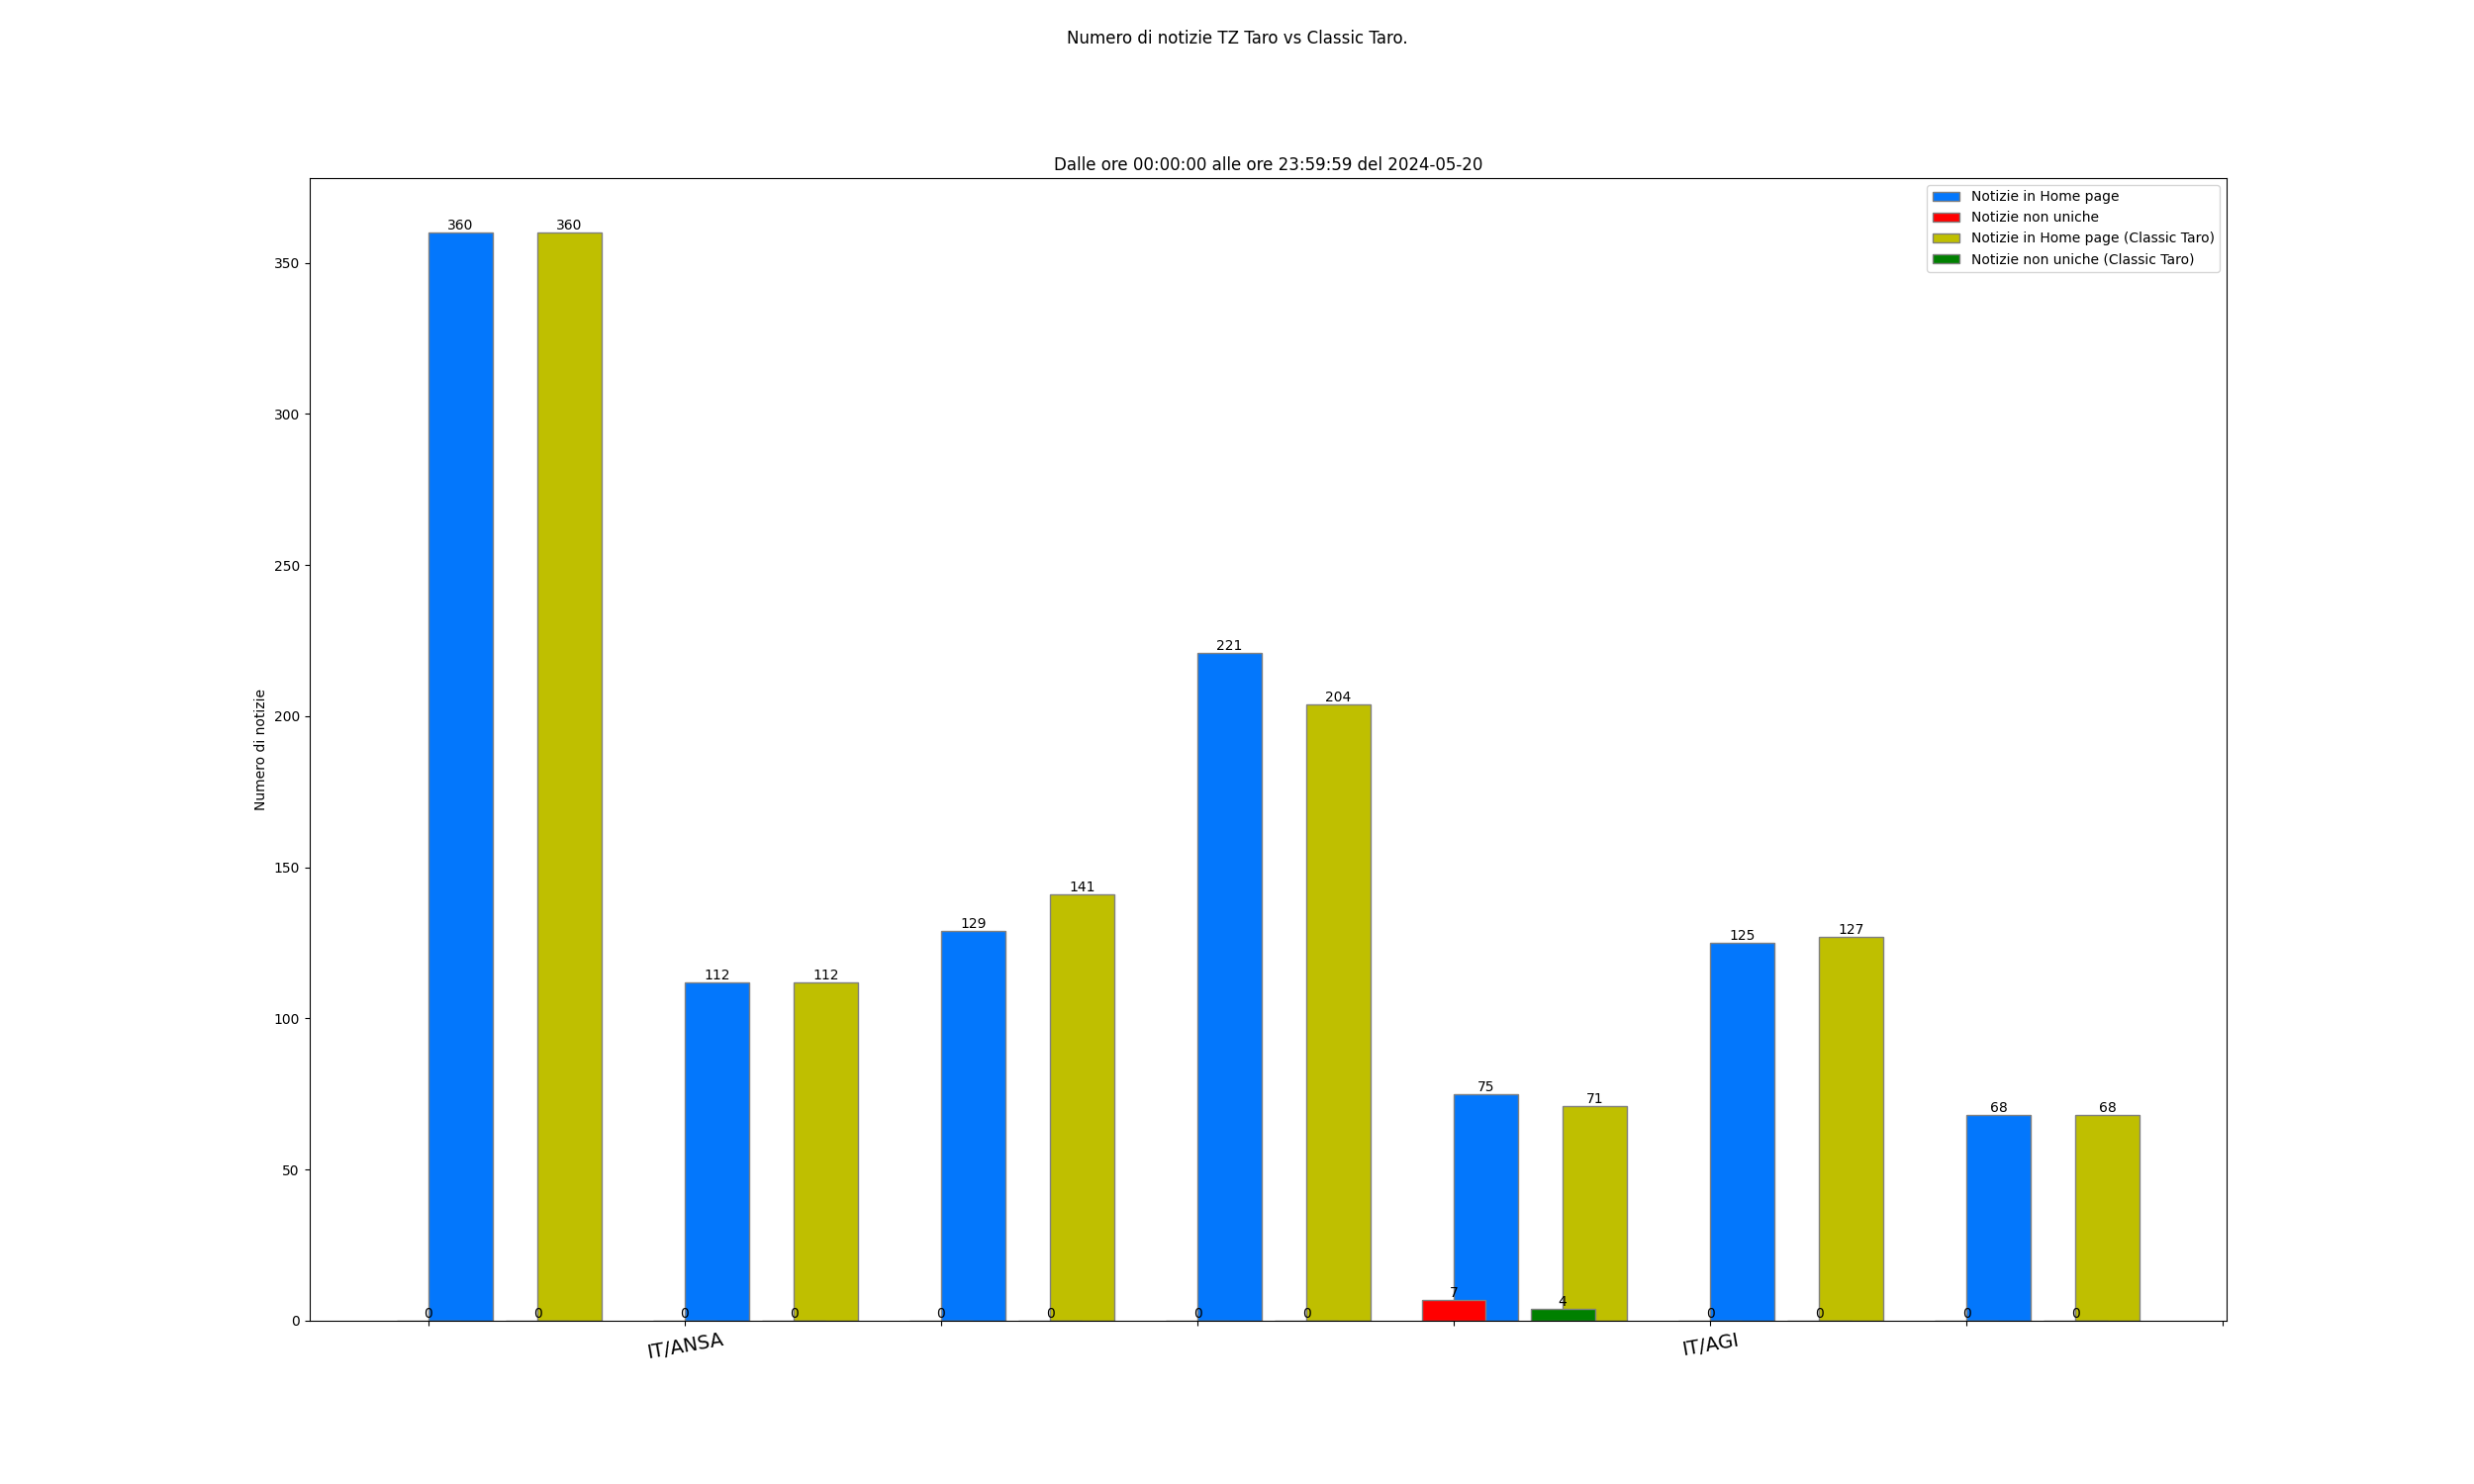 Numero di notizie TZ Taro vs Classic Taro.
Dalle ore 00:00:00 alle ore 23:59:59 del 2024-05-20
Notizie in Home page
Notizie non uniche
Notizie in Home page (Classic Taro)
Notizie non uniche (Classic Taro)
Numero di notizie
350
300
250
200
150
100
50
0
360 360
112 112
129 141
221 204
75 71
125 127
68 68
0 0 0 0 0 0 0 0 7 4 0 0 0 0
IT/ANSA IT/AGI